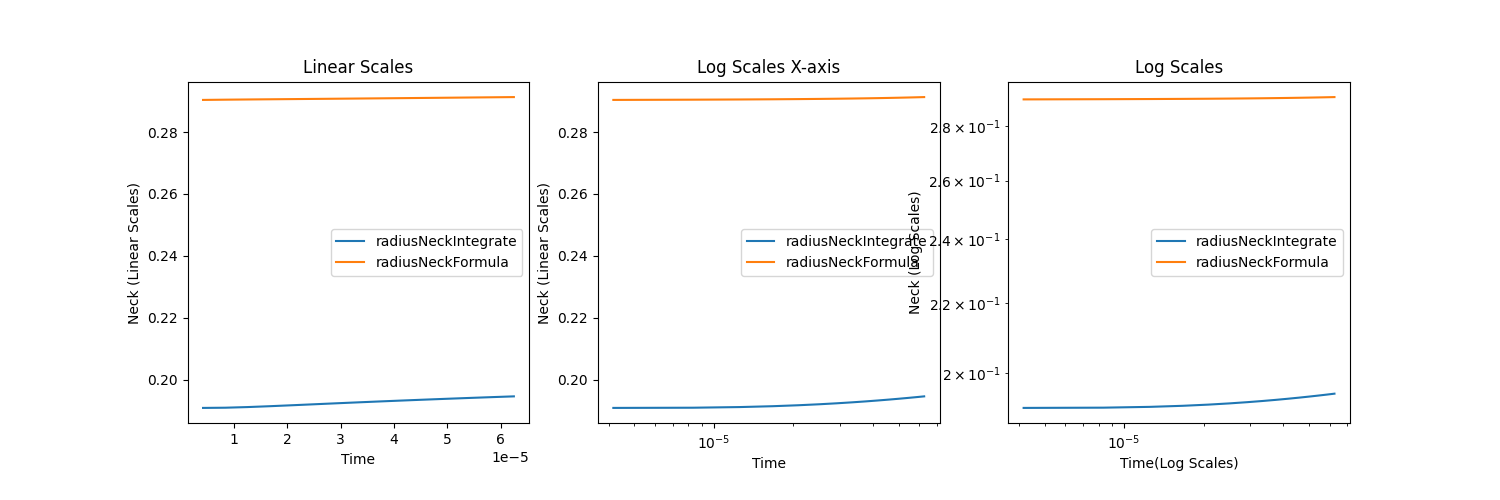 Linear Scales
Neck (Linear Scales)
0.28
0.26
0.24
0.22
0.20
radiusNeckIntegrate
radiusNeckFormula
1 2 3 4 5 6
1e−5
Time
Log Scales X-axis
Neck (Linear Scales)
0.28
0.26
0.24
0.22
0.20
radiusNeckIntegrate
radiusNeckFormula
10⁻⁵
Time
Log Scales
Neck (Log Scales)
2.8 × 10⁻¹
2.6 × 10⁻¹
2.4 × 10⁻¹
2.2 × 10⁻¹
2 × 10⁻¹
radiusNeckIntegrate
radiusNeckFormula
10⁻⁵
Time(Log Scales)